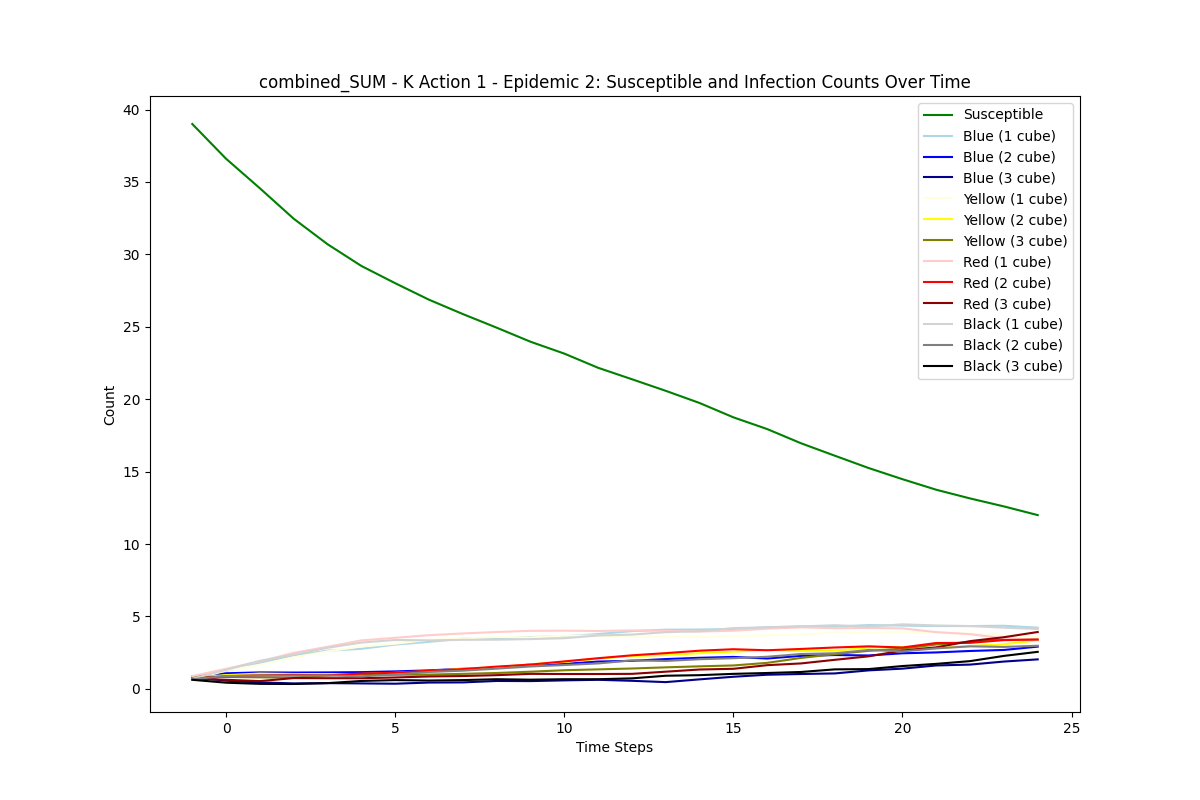 combined_SUM - K Action 1 - Epidemic 2: Susceptible and Infection Counts Over Time
40
35
30
25
20
15
10
5
0
Count
Susceptible
Blue (1 cube)
Blue (2 cube)
Blue (3 cube)
Yellow (1 cube)
Yellow (2 cube)
Yellow (3 cube)
Red (1 cube)
Red (2 cube)
Red (3 cube)
Black (1 cube)
Black (2 cube)
Black (3 cube)
0 5 10 15 20 25
Time Steps